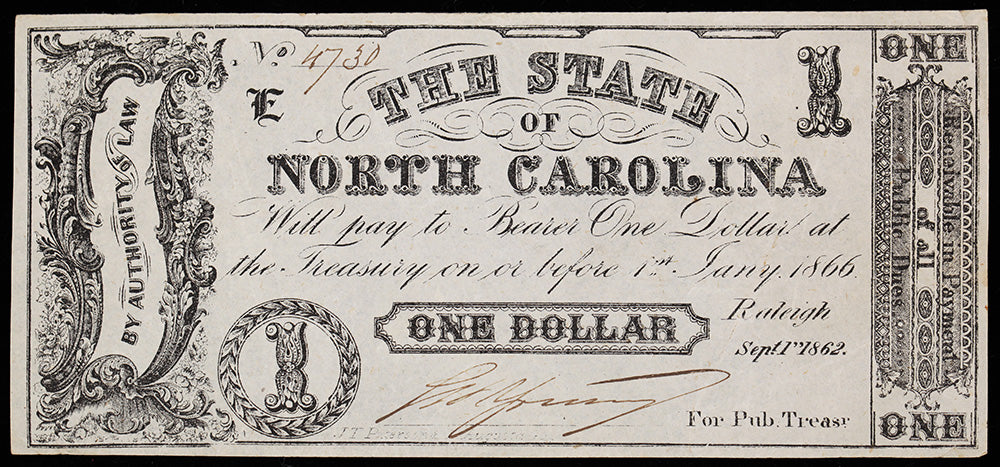 BY AUTHORITY OF LAW
No 4730
E
THE STATE
OF
NORTH CAROLINA
1
Will pay to Bearer One Dollar at
the Treasury on or before 1st Jany, 1866.
1
ONE DOLLAR
Raleigh
Sept. 1st 1862.
For Pub. Treasr
ONE
Receivable in Payment
of all
Public Dues
ONE